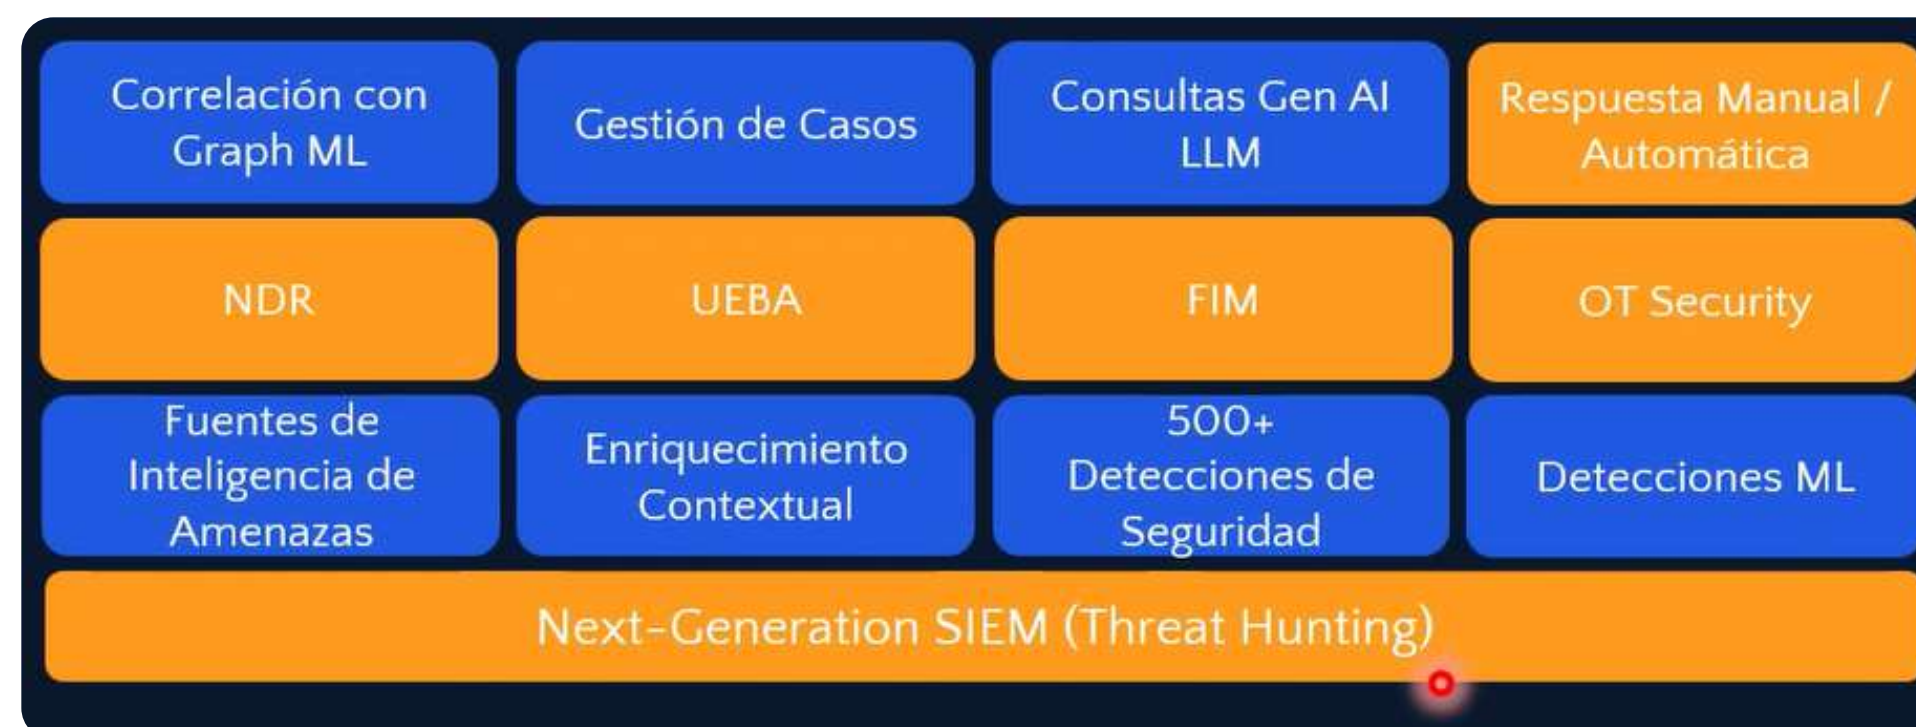 Correlación con
Graph ML
Gestión de Casos
Consultas Gen AI
LLM
Respuesta Manual /
Automática
NDR
UEBA
FIM
OT Security
Fuentes de
Inteligencia de
Amenazas
Enriquecimiento
Contextual
500+
Detecciones de
Seguridad
Detecciones ML
Next-Generation SIEM (Threat Hunting)